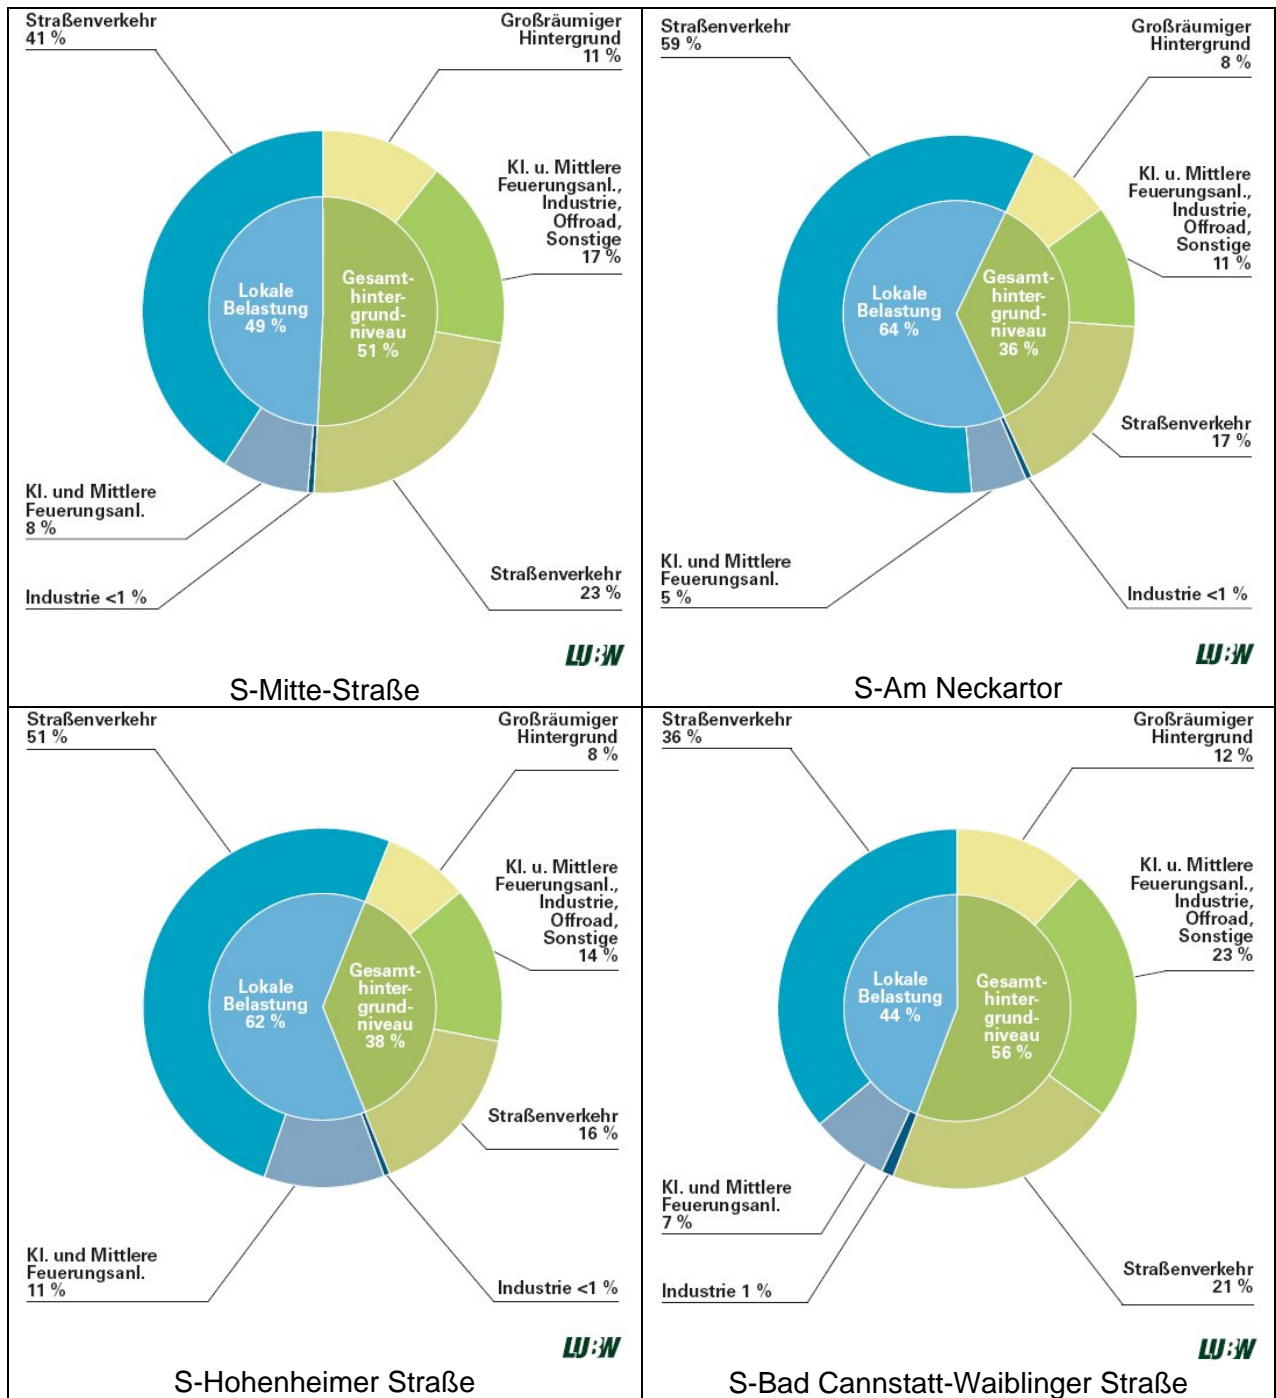 Straßenverkehr
41 %
Großräumiger
Hintergrund
11 %
Kl. u. Mittlere
Feuerungsanl.,
Industrie,
Offroad,
Sonstige
17 %
Lokale
Belastung
49 %
Gesamt-
hinter-
grund-
niveau
51 %
Kl. und Mittlere
Feuerungsanl.
8 %
Industrie <1 %
Straßenverkehr
23 %
LUBW
S-Mitte-Straße
Straßenverkehr
59 %
Großräumiger
Hintergrund
8 %
Kl. u. Mittlere
Feuerungsanl.,
Industrie,
Offroad,
Sonstige
11 %
Lokale
Belastung
64 %
Gesamt-
hinter-
grund-
niveau
36 %
Straßenverkehr
17 %
Kl. und Mittlere
Feuerungsanl.
5 %
Industrie <1 %
LUBW
S-Am Neckartor
Straßenverkehr
51 %
Großräumiger
Hintergrund
8 %
Kl. u. Mittlere
Feuerungsanl.,
Industrie,
Offroad,
Sonstige
14 %
Lokale
Belastung
62 %
Gesamt-
hinter-
grund-
niveau
38 %
Straßenverkehr
16 %
Kl. und Mittlere
Feuerungsanl.
11 %
Industrie <1 %
LUBW
S-Hohenheimer Straße
Straßenverkehr
36 %
Großräumiger
Hintergrund
12 %
Kl. u. Mittlere
Feuerungsanl.,
Industrie,
Offroad,
Sonstige
23 %
Lokale
Belastung
44 %
Gesamt-
hinter-
grund-
niveau
56 %
Kl. und Mittlere
Feuerungsanl.
7 %
Industrie 1 %
Straßenverkehr
21 %
LUBW
S-Bad Cannstatt-Waiblinger Straße